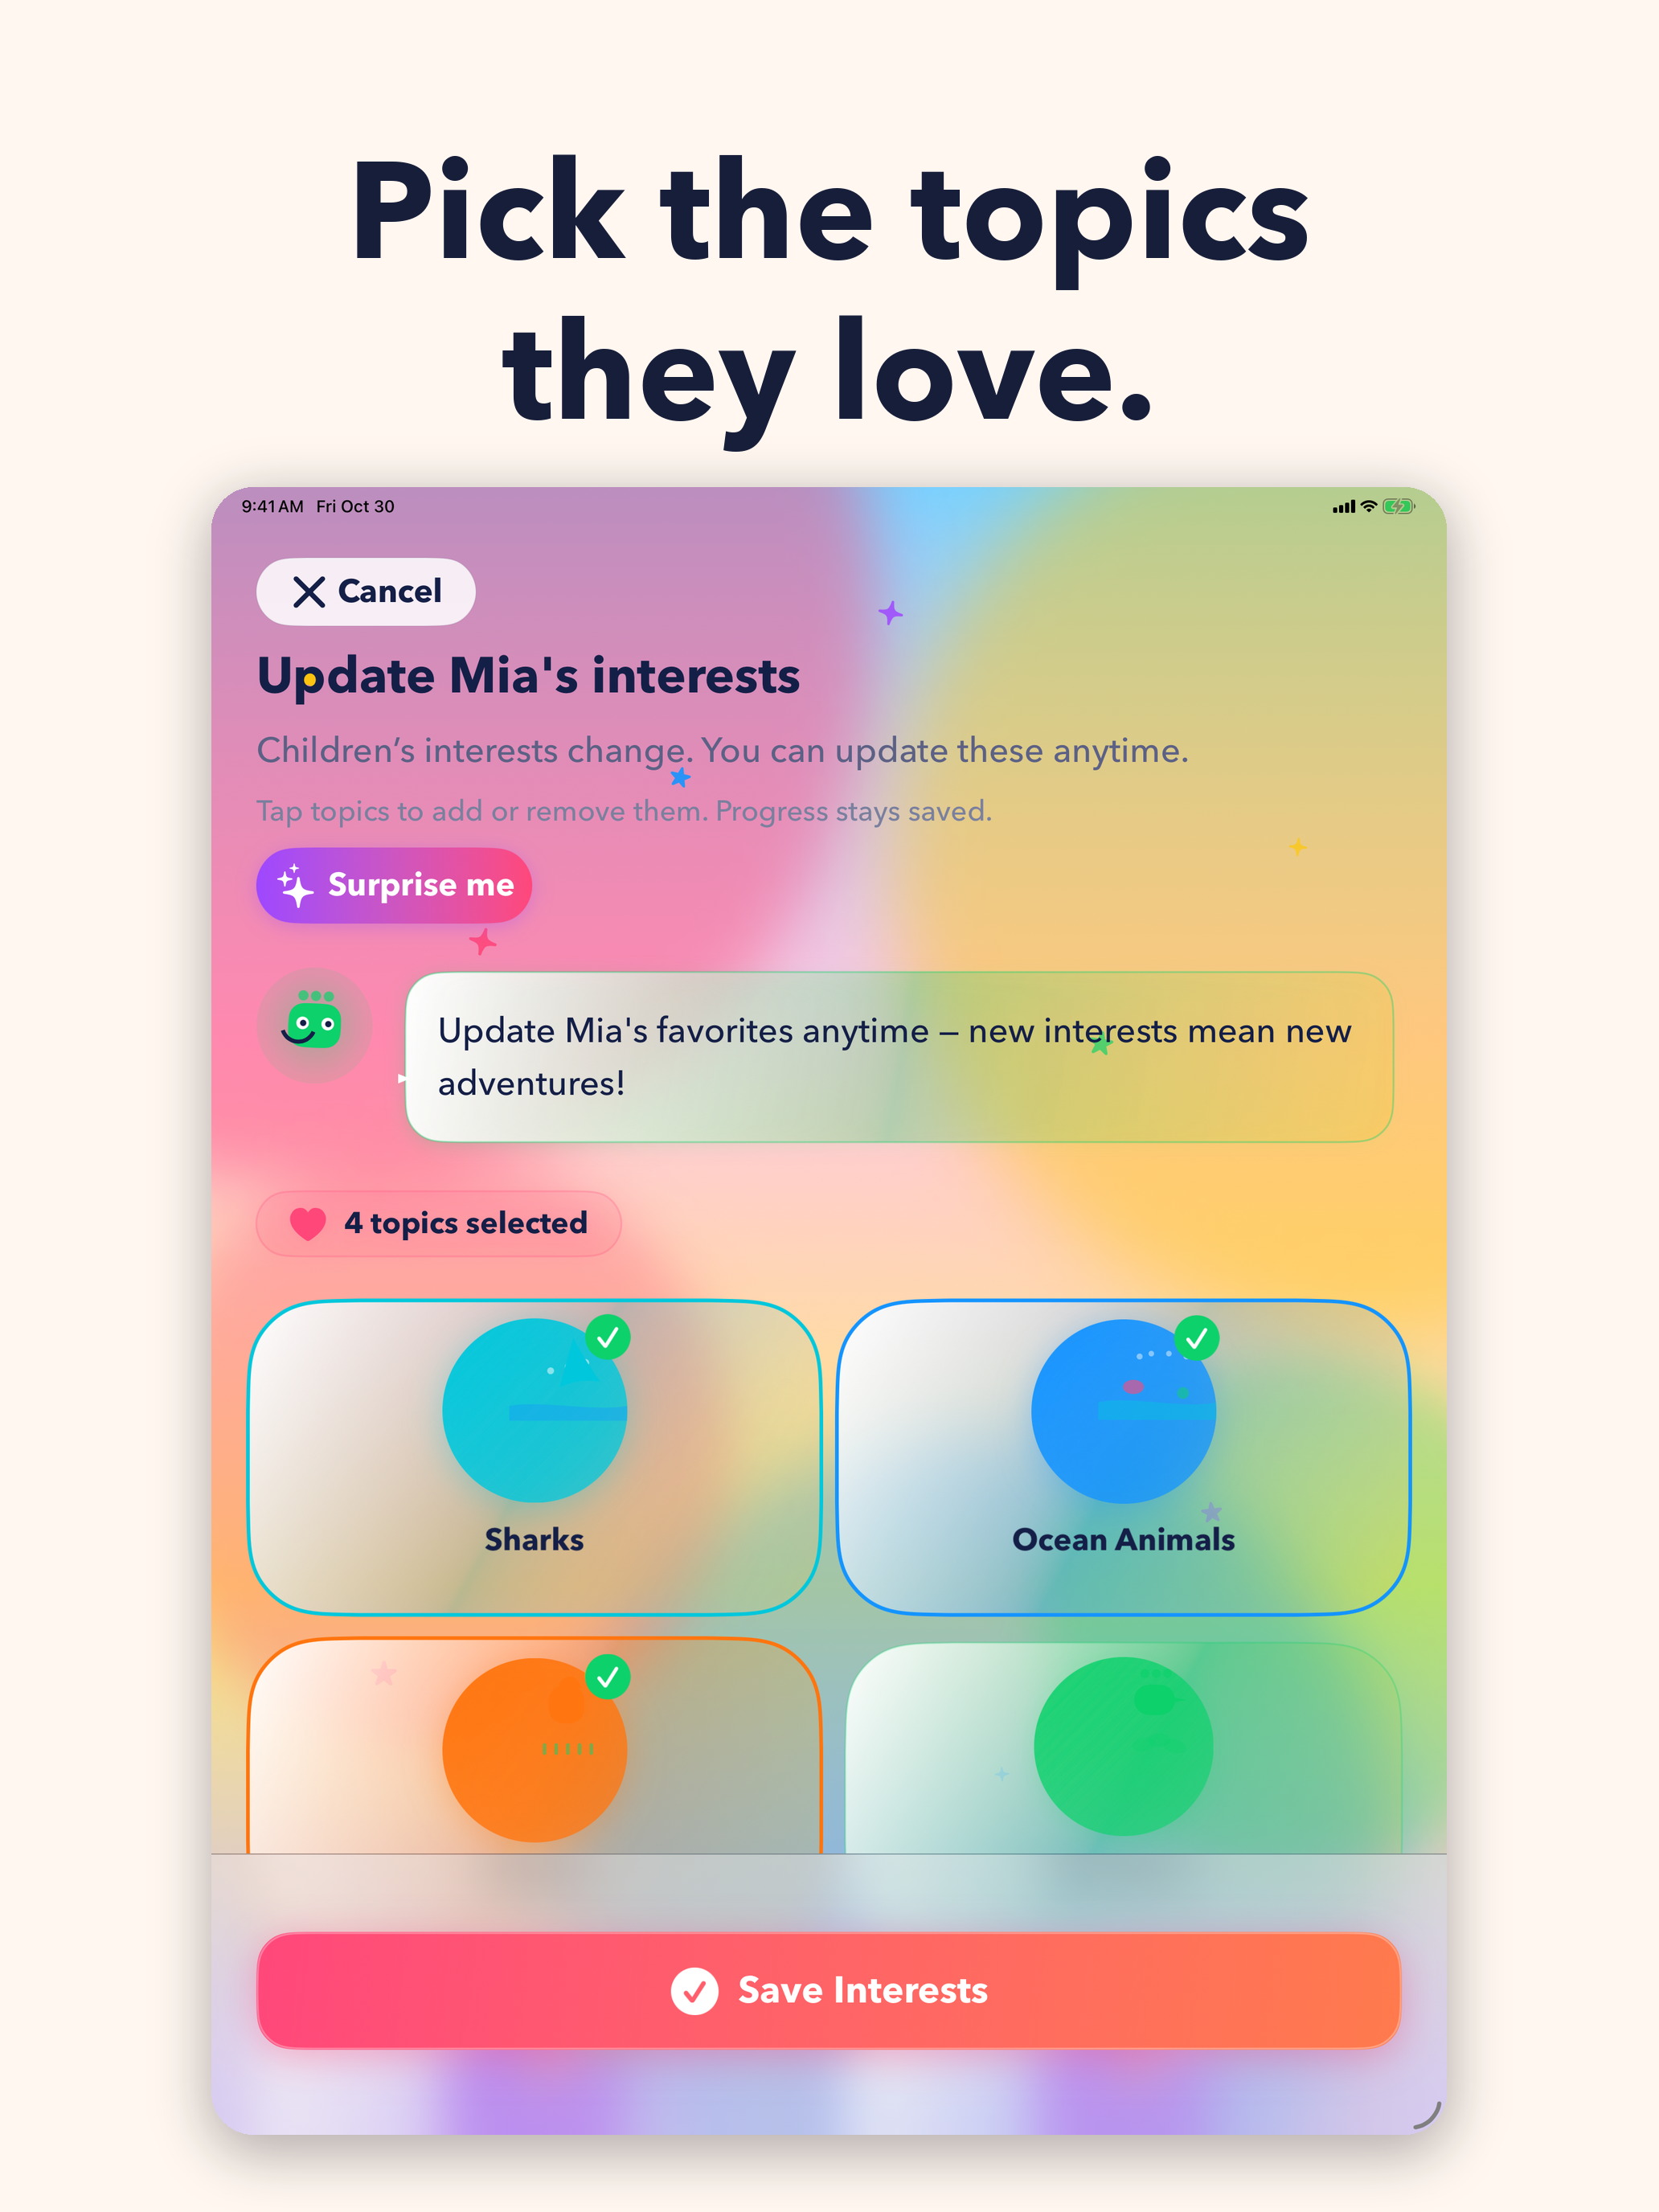 Pick the topics
they love.
9:41 AM Fri Oct 30
Cancel
Update Mia's interests
Children’s interests change. You can update these anytime.
Tap topics to add or remove them. Progress stays saved.
Surprise me
Update Mia's favorites anytime — new interests mean new
adventures!
4 topics selected
Sharks
Ocean Animals
Save Interests